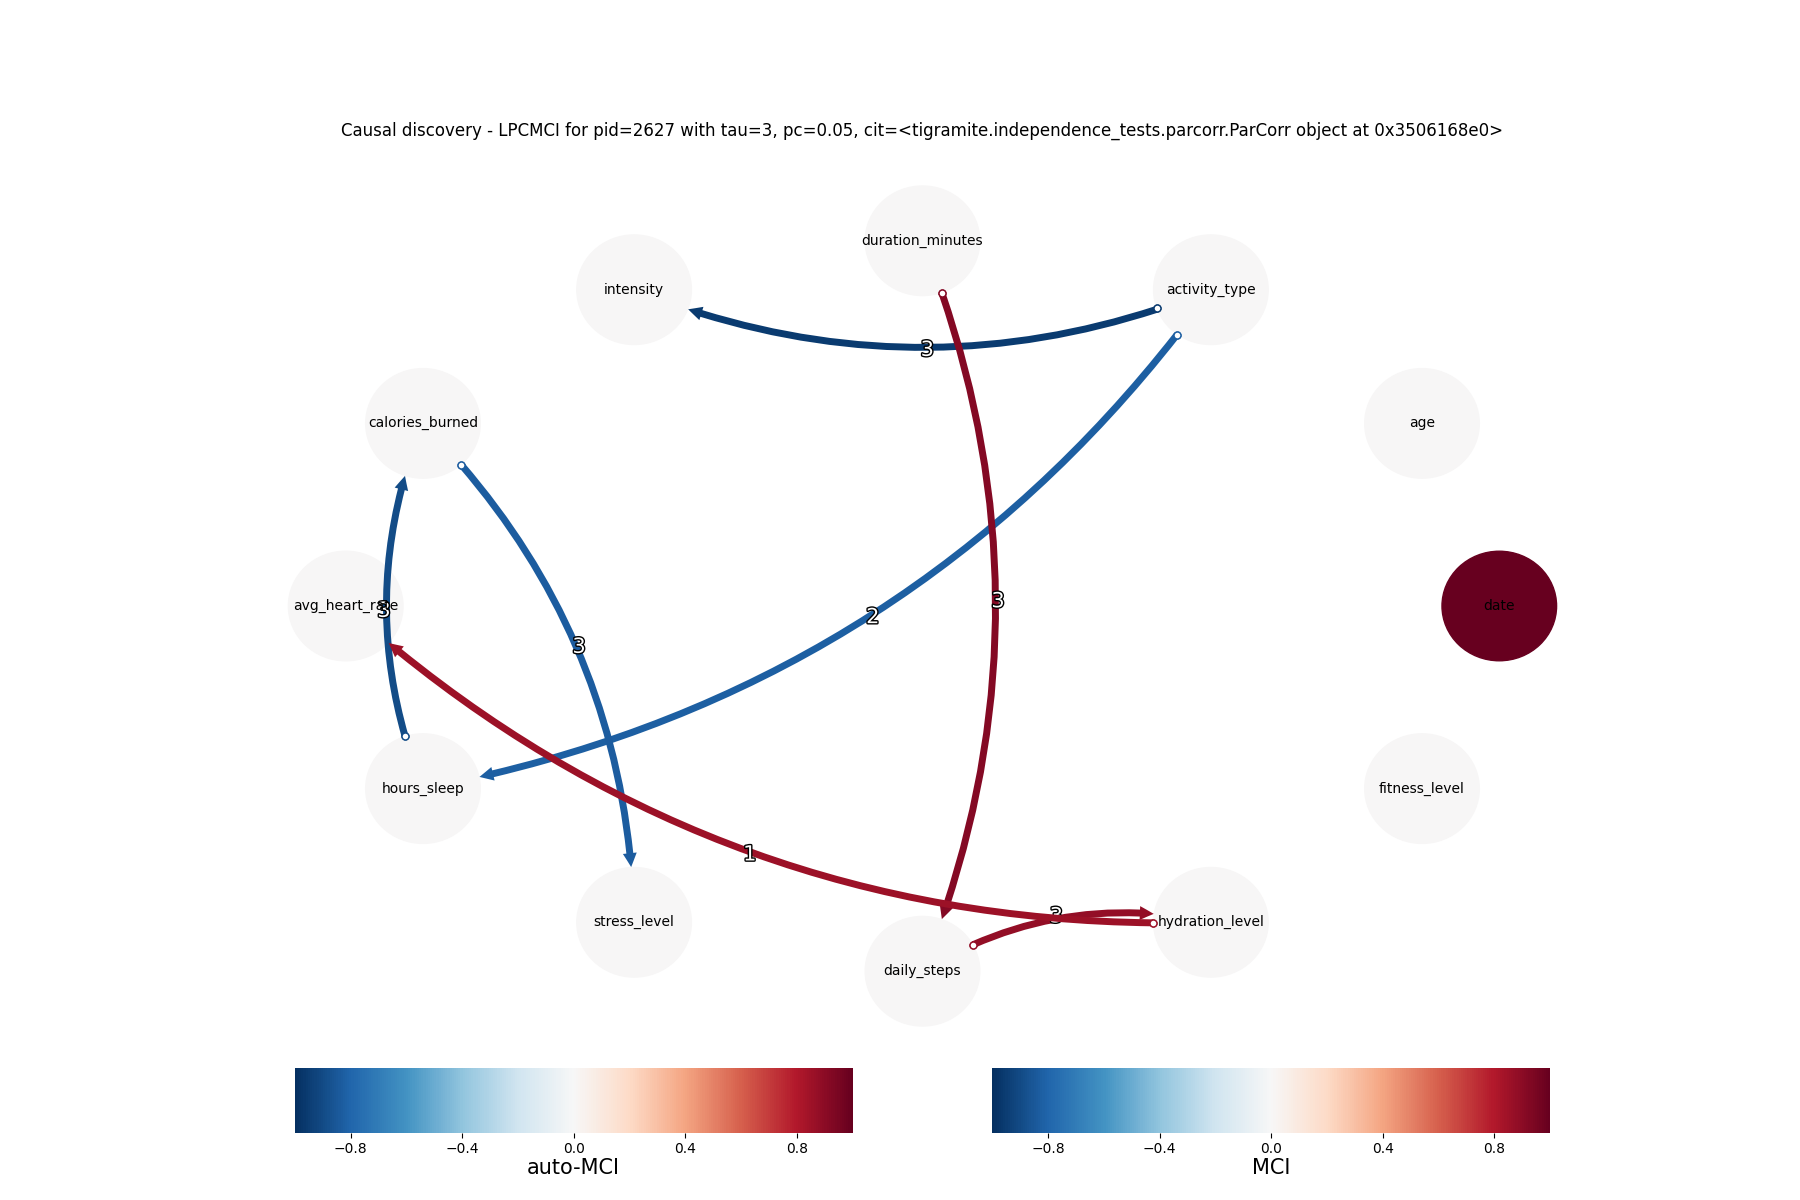 Causal discovery - LPCMCI for pid=2627 with tau=3, pc=0.05, cit=<tigramite.independence_tests.parcorr.ParCorr object at 0x3506168e0>
duration_minutes
intensity
activity_type
3
calories_burned
age
3
avg_heart_rate
3
date
2
3
hours_sleep
fitness_level
1
stress_level
3
hydration_level
daily_steps
−0.8 −0.4 0.0 0.4 0.8
auto-MCI
−0.8 −0.4 0.0 0.4 0.8
MCI